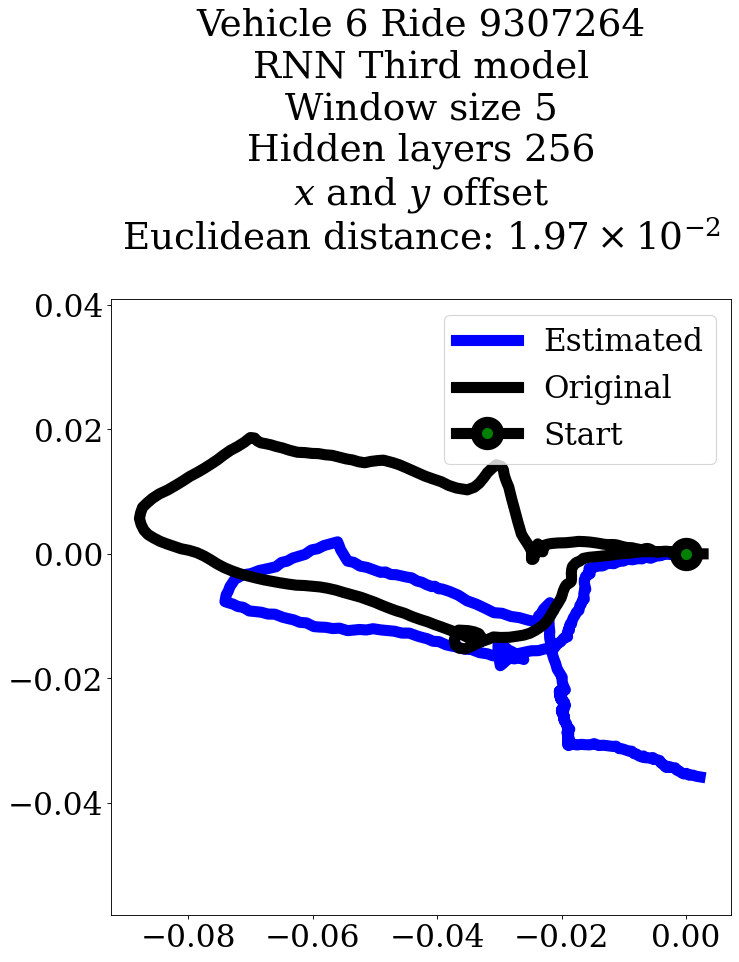 Vehicle 6 Ride 9307264
RNN Third model
Window size 5
Hidden layers 256
x and y offset
Euclidean distance: 1.97 × 10⁻²
Estimated
Original
Start
0.04
0.02
0.00
−0.02
−0.04
−0.08
−0.06
−0.04
−0.02
0.00